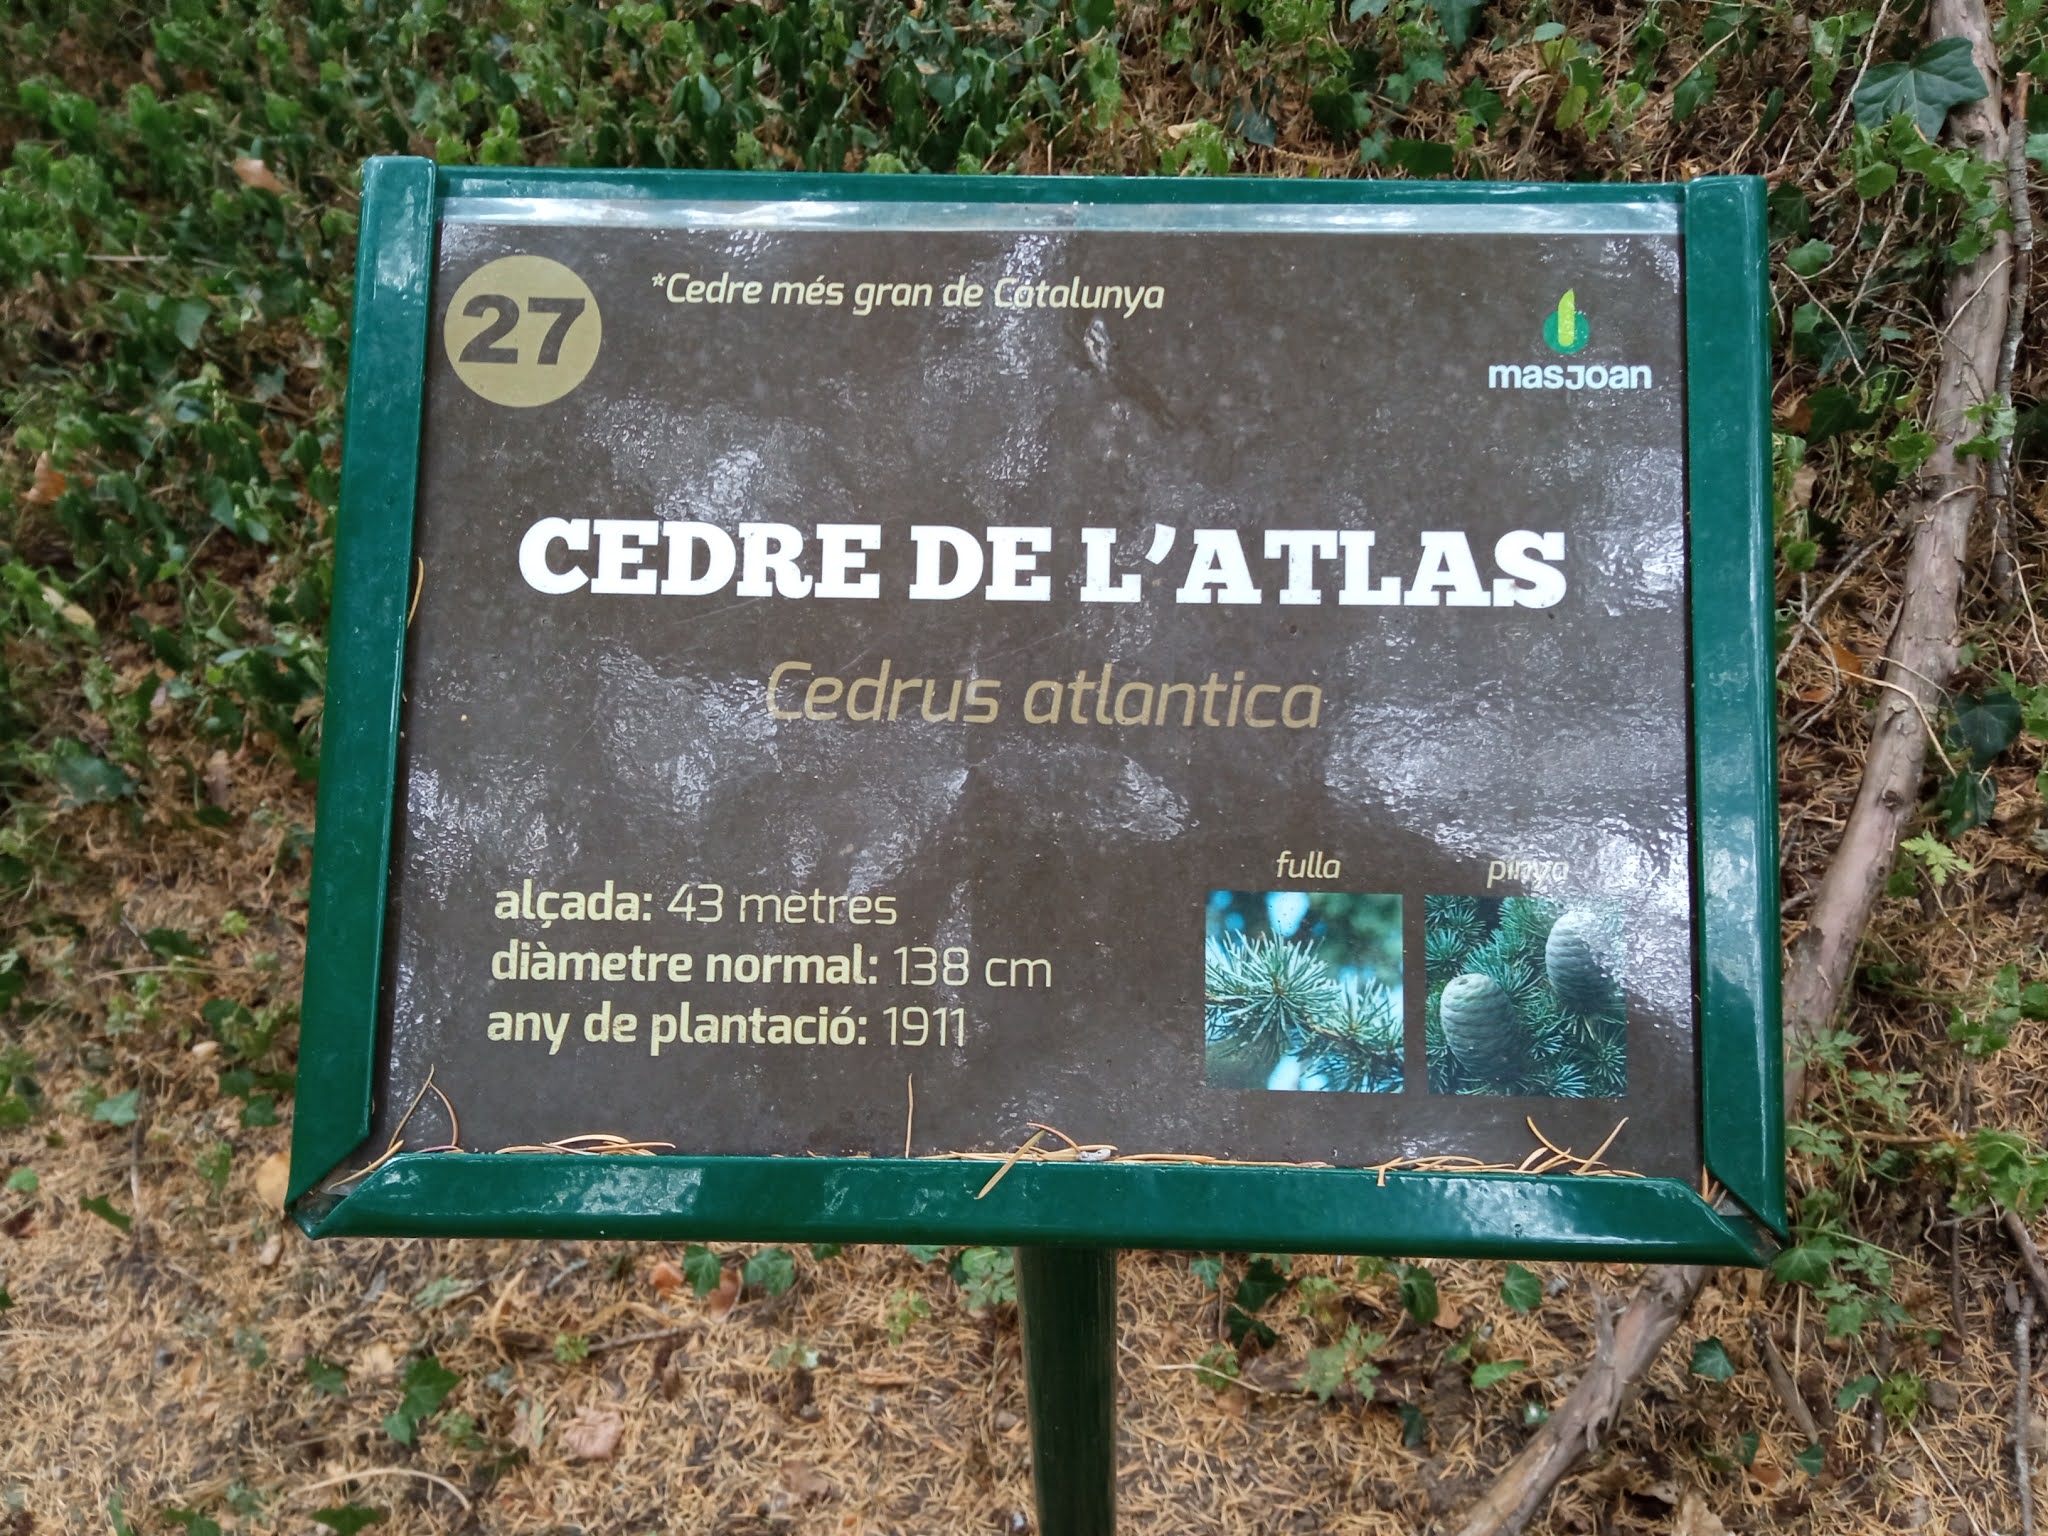 27
*Cedre més gran de Catalunya
masjoan
CEDRE DE L'ATLAS
Cedrus atlantica
fulla
pinya
alçada: 43 metres
diàmetre normal: 138 cm
any de plantació: 1911